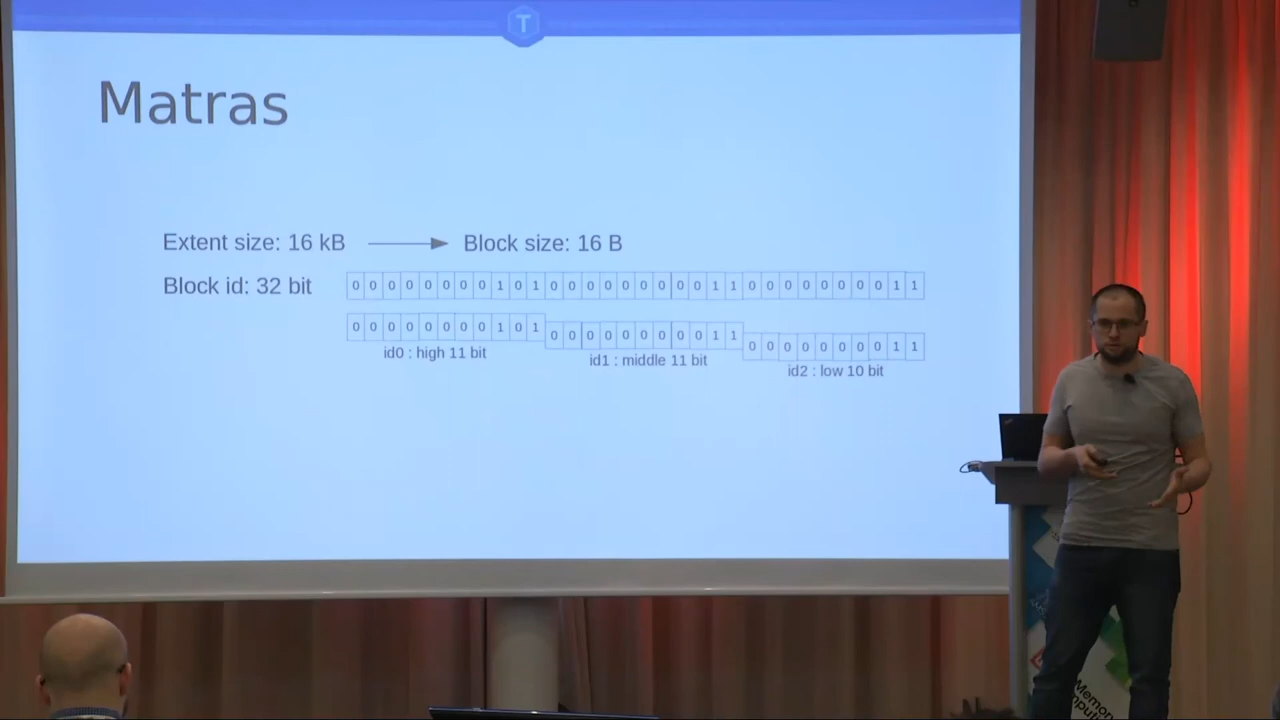 T
Matras
Extent size: 16 kB Block size: 16 B
Block id: 32 bit 0 0 0 0 0 0 0 0 1 0 1 0 0 0 0 0 0 0 0 0 1 1 0 0 0 0 0 0 0 0 1 1
0 0 0 0 0 0 0 0 1 0 1 0 0 0 0 0 0 0 0 0 1 1 0 0 0 0 0 0 0 0 1 1
id0 : high 11 bit id1 : middle 11 bit id2 : low 10 bit